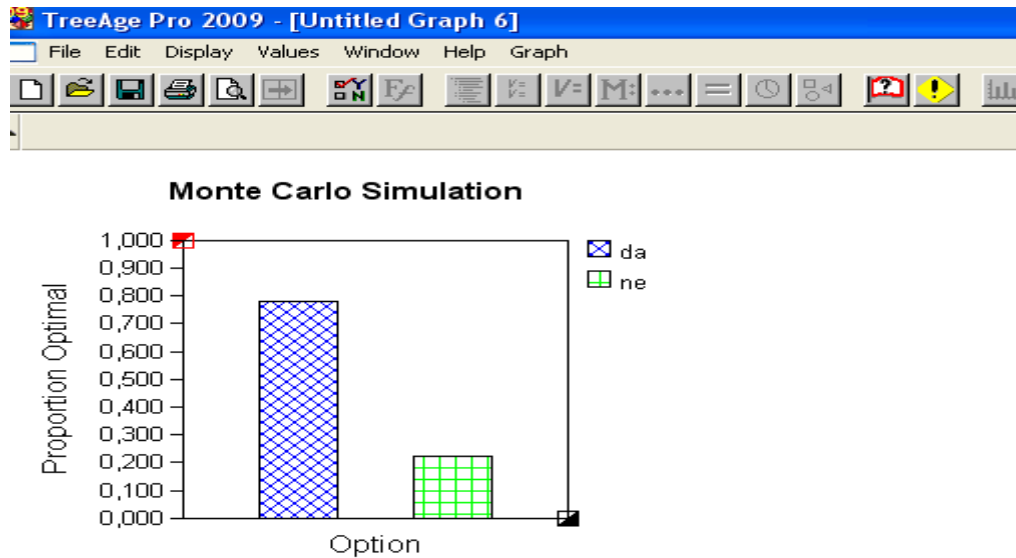 TreeAge Pro 2009 - [Untitled Graph 6]
File Edit Display Values Window Help Graph
Monte Carlo Simulation
1,000
0,900
0,800
0,700
0,600
0,500
0,400
0,300
0,200
0,100
0,000
Proportion Optimal
Option
da
ne